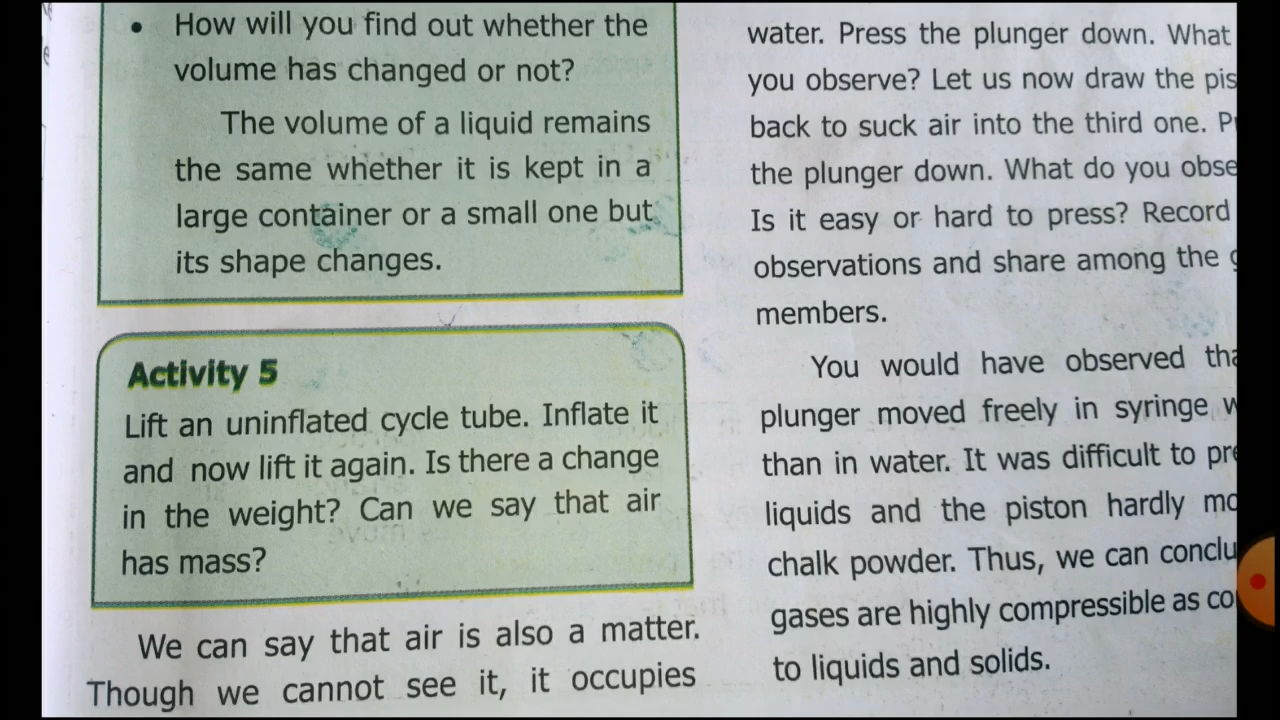 • How will you find out whether the
volume has changed or not?
The volume of a liquid remains
the same whether it is kept in a
large container or a small one but
its shape changes.
Activity 5
Lift an uninflated cycle tube. Inflate it
and now lift it again. Is there a change
in the weight? Can we say that air
has mass?
We can say that air is also a matter.
Though we cannot see it, it occupies
water. Press the plunger down. What
you observe? Let us now draw the
back to suck air into the third one.
the plunger down. What do you
Is it easy or hard to press? Record
observations and share among the
members.
You would have observed
plunger moved freely in syringe
than in water. It was difficult to
liquids and the piston hardly
chalk powder. Thus, we can
gases are highly compressible as
to liquids and solids.